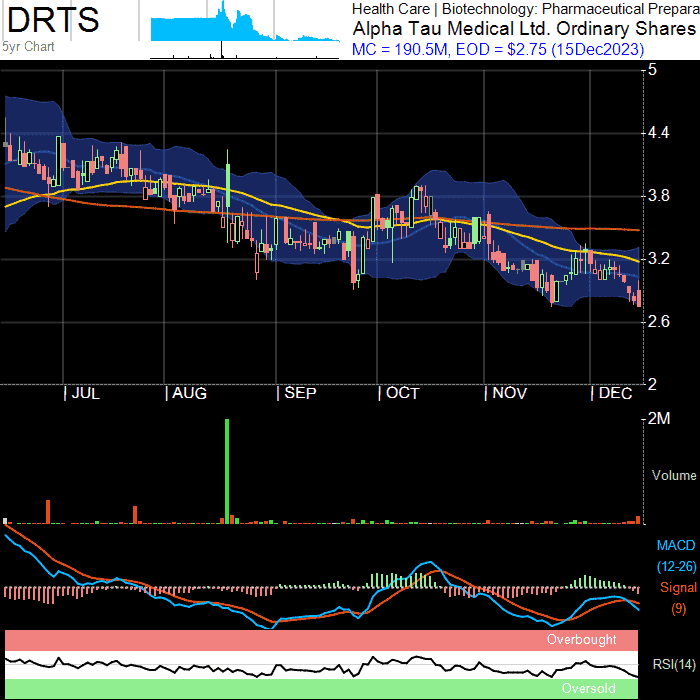 DRTS
5yr Chart
Health Care | Biotechnology: Pharmaceutical Prepara
Alpha Tau Medical Ltd. Ordinary Shares
MC = 190.5M, EOD = $2.75 (15Dec2023)
5
4.4
3.8
3.2
2.6
2
| JUL
| AUG
| SEP
| OCT
| NOV
| DEC
2M
Volume
MACD
(12-26)
Signal
(9)
Overbought
RSI(14)
Oversold